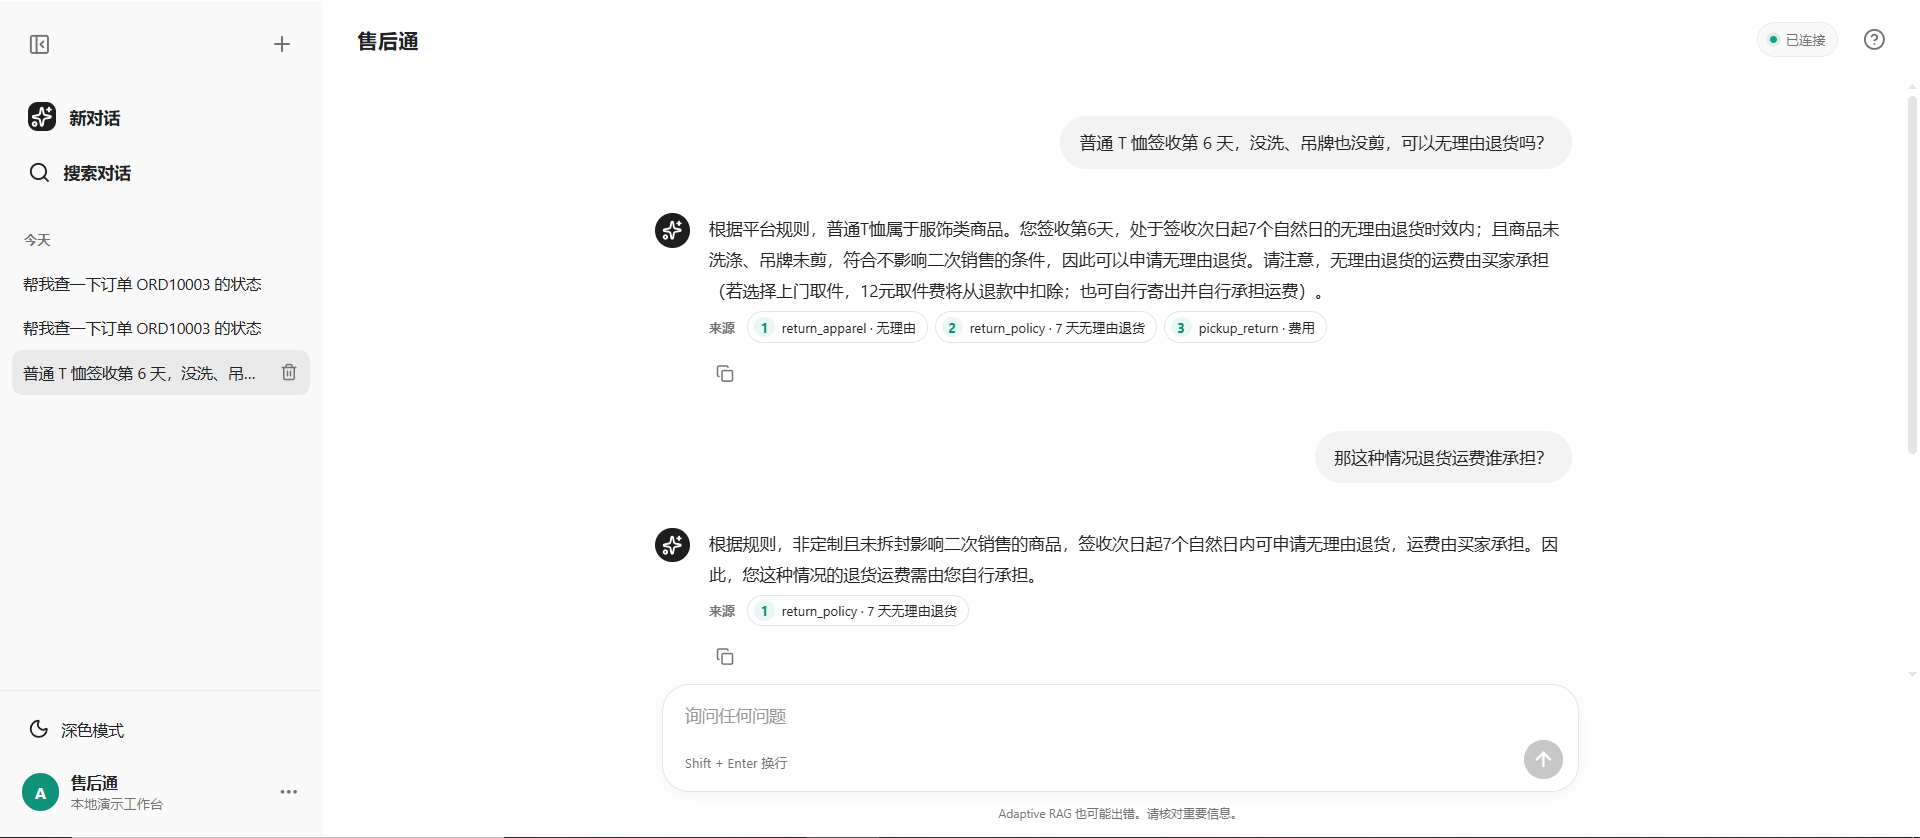 售后通
已连接
新对话
搜索对话
今天
帮我查一下订单 ORD10003 的状态
帮我查一下订单 ORD10003 的状态
普通 T 恤签收第 6 天，没洗、吊...
深色模式
A
售后通
本地演示工作台
普通 T 恤签收第 6 天，没洗、吊牌也没剪，可以无理由退货吗？
根据平台规则，普通T恤属于服饰类商品。您签收第6天，处于签收次日起7个自然日的无理由退货时效内；且商品未
洗涤、吊牌未剪，符合不影响二次销售的条件，因此可以申请无理由退货。请注意，无理由退货的运费由买家承担
（若选择上门取件，12元取件费将从退款中扣除；也可自行寄出并自行承担运费）。
来源 1 return_apparel · 无理由 2 return_policy · 7 天无理由退货 3 pickup_return · 费用
那这种情况退货运费谁承担？
根据规则，非定制且未拆封影响二次销售的商品，签收次日起7个自然日内可申请无理由退货，运费由买家承担。因
此，您这种情况的退货运费需由您自行承担。
来源 1 return_policy · 7 天无理由退货
询问任何问题
Shift + Enter 换行
Adaptive RAG 也可能出错。请核对重要信息。